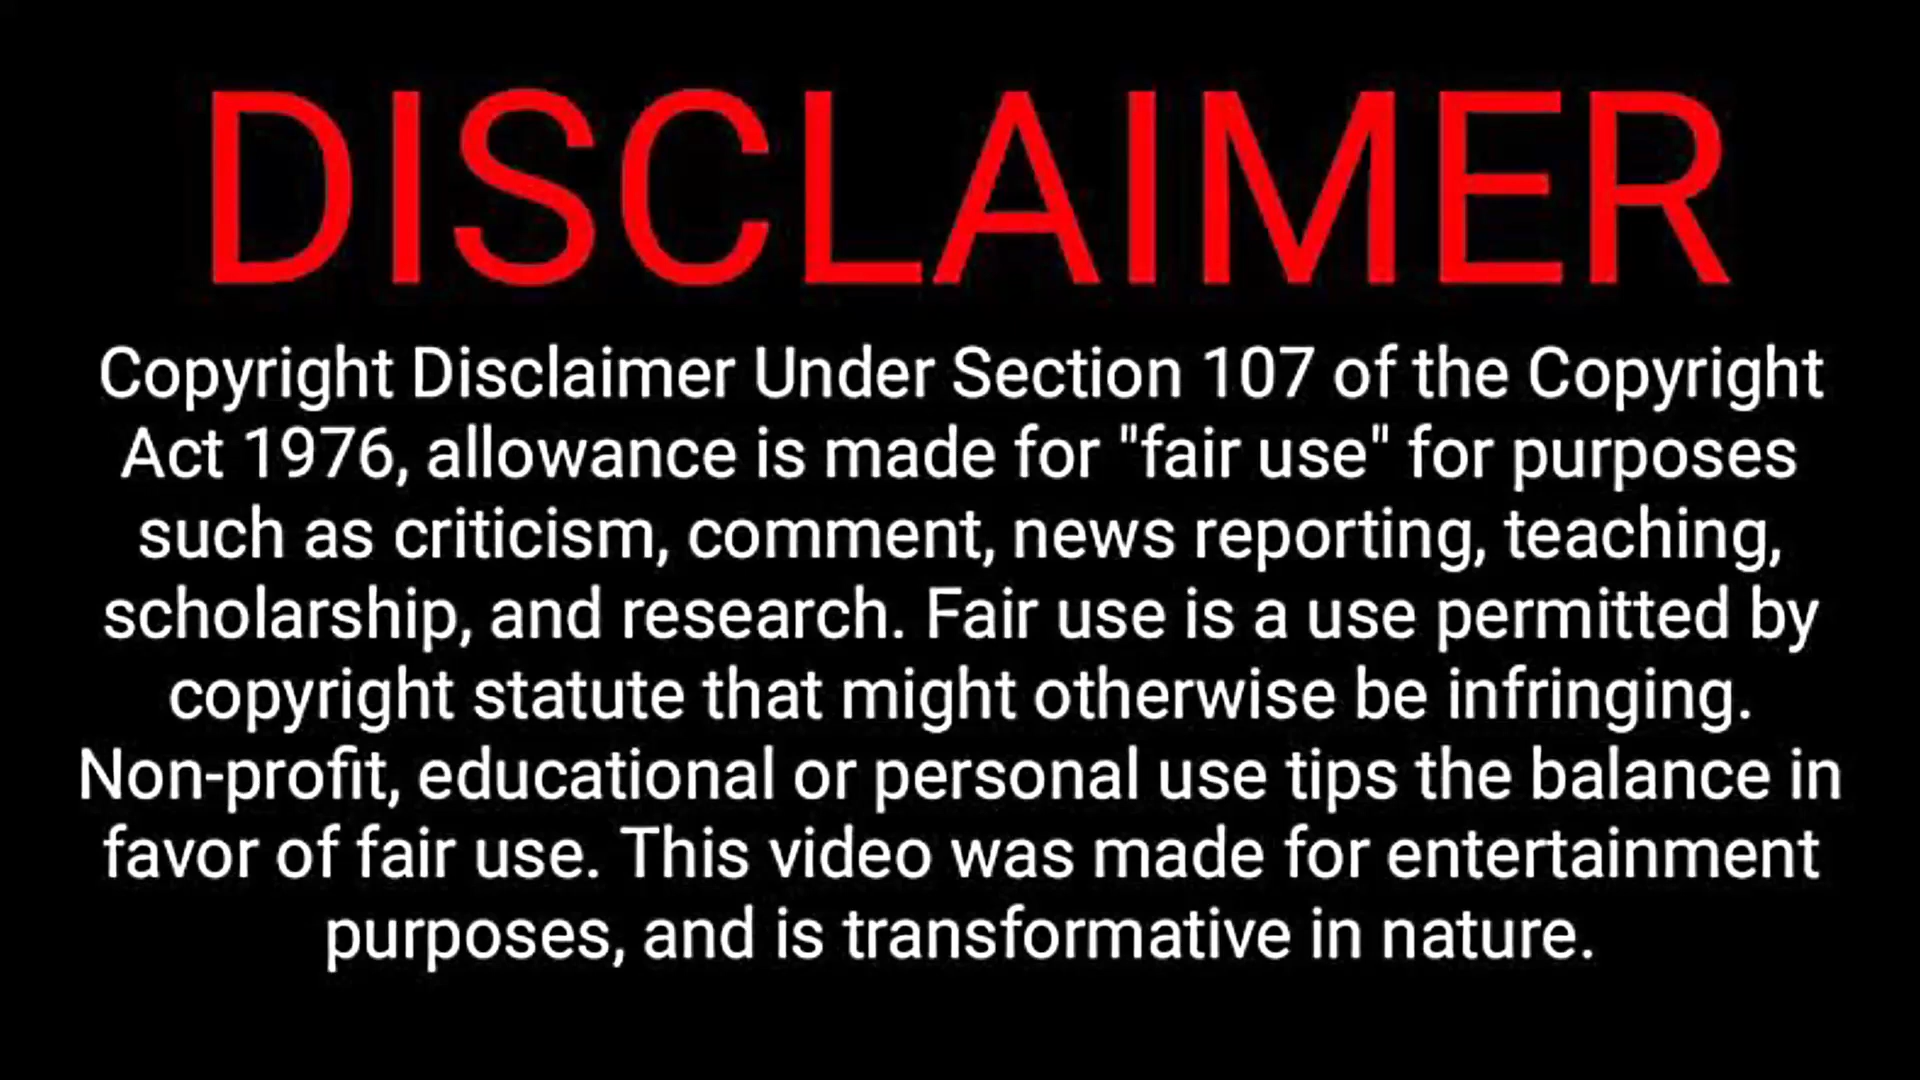 DISCLAIMER
Copyright Disclaimer Under Section 107 of the Copyright
Act 1976, allowance is made for "fair use" for purposes
such as criticism, comment, news reporting, teaching,
scholarship, and research. Fair use is a use permitted by
copyright statute that might otherwise be infringing.
Non-profit, educational or personal use tips the balance in
favor of fair use. This video was made for entertainment
purposes, and is transformative in nature.